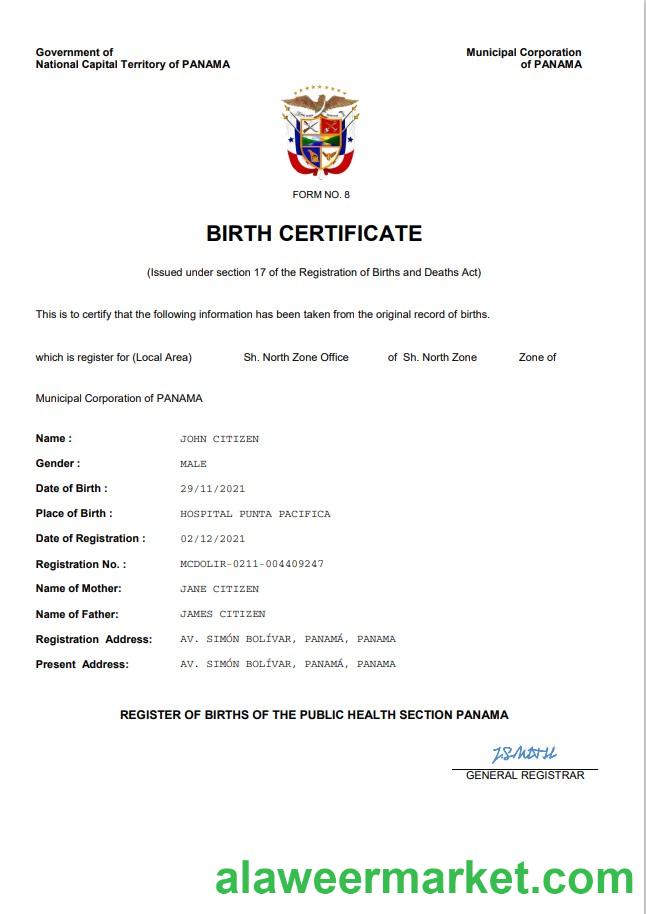 Government of
National Capital Territory of PANAMA
Municipal Corporation
of PANAMA
FORM NO. 8
BIRTH CERTIFICATE
(Issued under section 17 of the Registration of Births and Deaths Act)
This is to certify that the following information has been taken from the original record of births.
which is register for (Local Area) Sh. North Zone Office of Sh. North Zone Zone of
Municipal Corporation of PANAMA
Name : JOHN CITIZEN
Gender : MALE
Date of Birth : 29/11/2021
Place of Birth : HOSPITAL PUNTA PACIFICA
Date of Registration : 02/12/2021
Registration No. : MCDOLIR-0211-004409247
Name of Mother: JANE CITIZEN
Name of Father: JAMES CITIZEN
Registration Address: AV. SIMÓN BOLÍVAR, PANAMÁ, PANAMA
Present Address: AV. SIMÓN BOLÍVAR, PANAMÁ, PANAMA
REGISTER OF BIRTHS OF THE PUBLIC HEALTH SECTION PANAMA
GENERAL REGISTRAR
alaweermarket.com